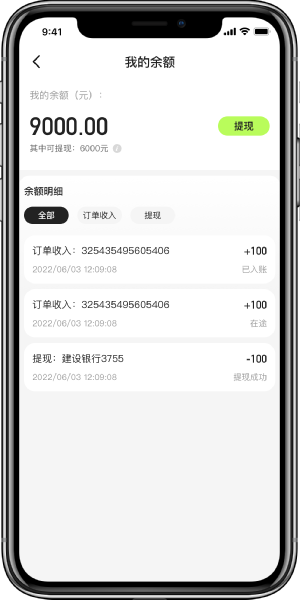 9:41
我的余额
我的余额（元）：
9000.00
提现
其中可提现：6000元
余额明细
全部
订单收入
提现
订单收入：325435495605406
+100
2022/06/03 12:09:08
已入账
订单收入：325435495605406
+100
2022/06/03 12:09:08
在途
提现：建设银行3755
-100
2022/06/03 12:09:08
提现成功